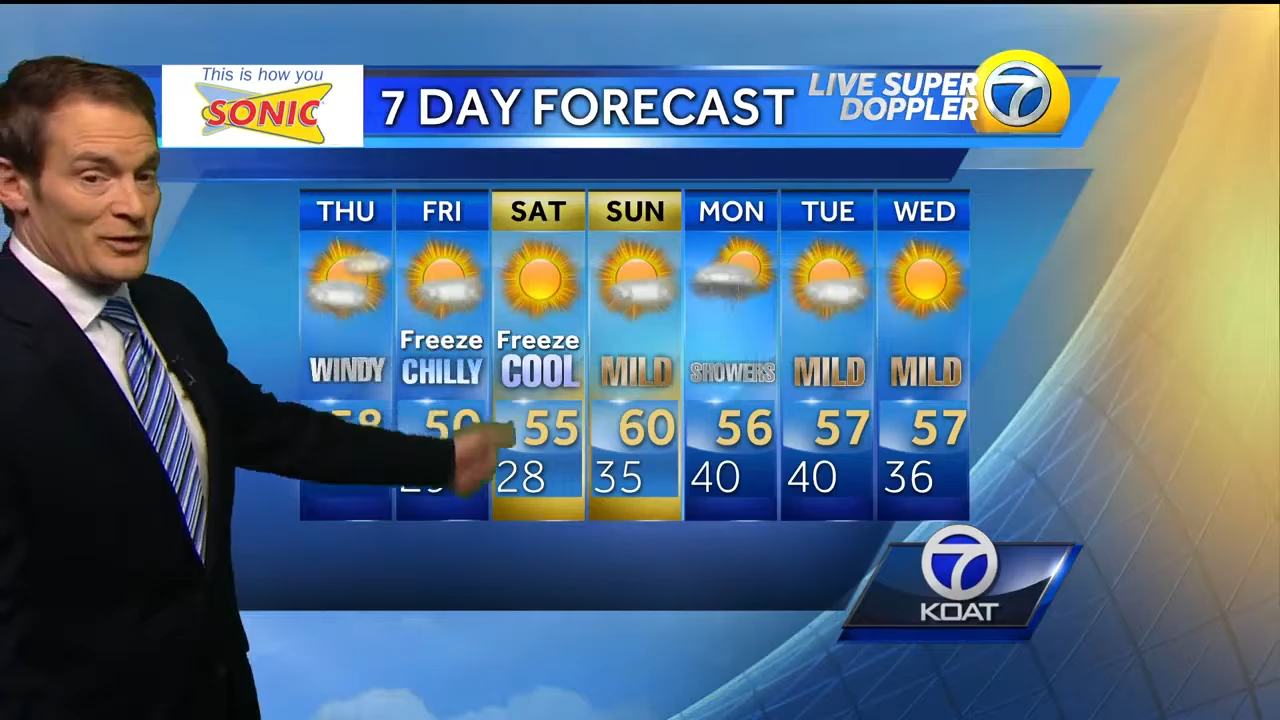 This is how you
SONIC
7 DAY FORECAST
LIVE SUPER
DOPPLER
7
THU FRI SAT SUN MON TUE WED
Freeze Freeze
WINDY CHILLY COOL MILD SHOWERS MILD MILD
58 50 55 60 56 57 57
28 35 40 40 36
7
KOAT